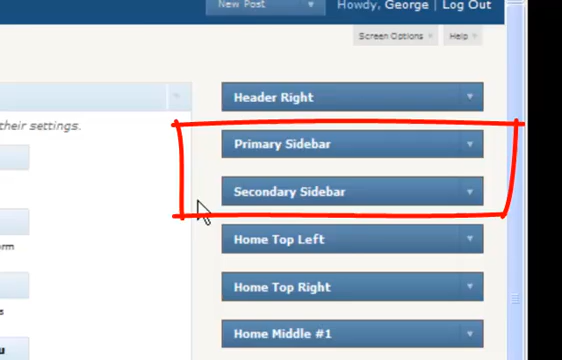 New Post
Howdy, George | Log Out
Screen Options
Help
Header Right
their settings.
Primary Sidebar
Secondary Sidebar
Home Top Left
Home Top Right
Home Middle #1